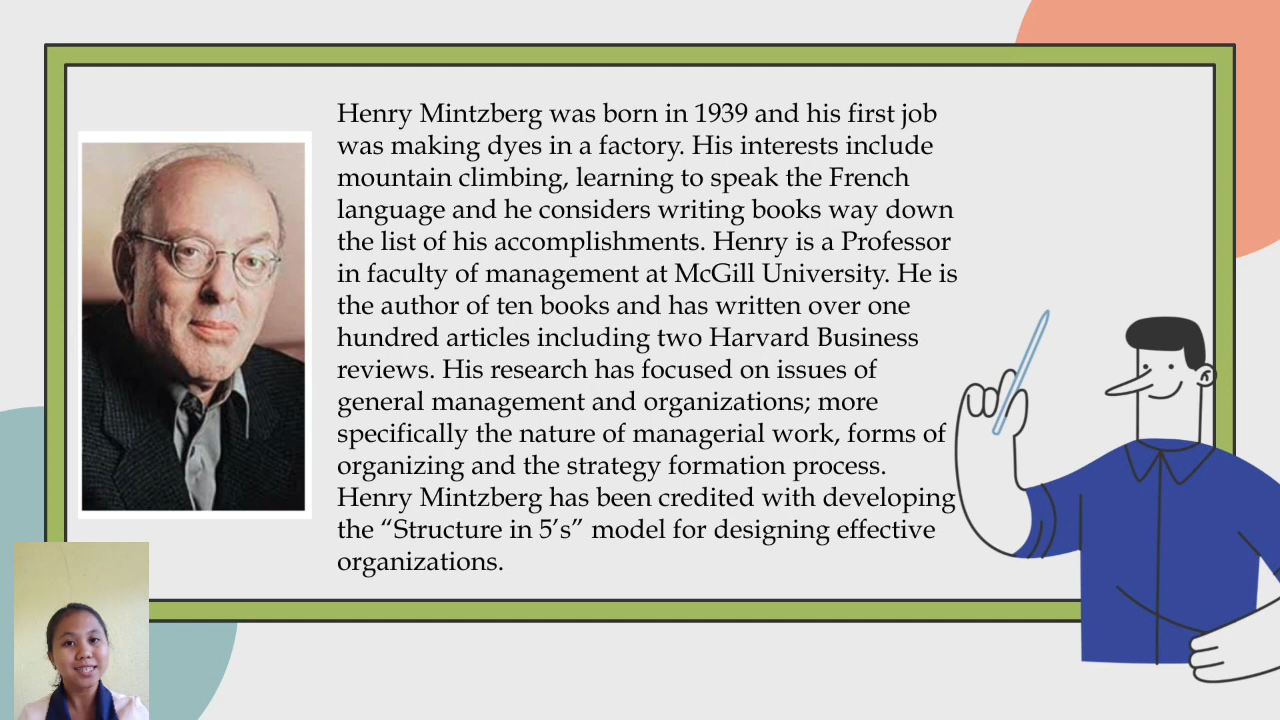 Henry Mintzberg was born in 1939 and his first job
was making dyes in a factory. His interests include
mountain climbing, learning to speak the French
language and he considers writing books way down
the list of his accomplishments. Henry is a Professor
in faculty of management at McGill University. He is
the author of ten books and has written over one
hundred articles including two Harvard Business
reviews. His research has focused on issues of
general management and organizations; more
specifically the nature of managerial work, forms of
organizing and the strategy formation process.
Henry Mintzberg has been credited with developing
the “Structure in 5’s” model for designing effective
organizations.